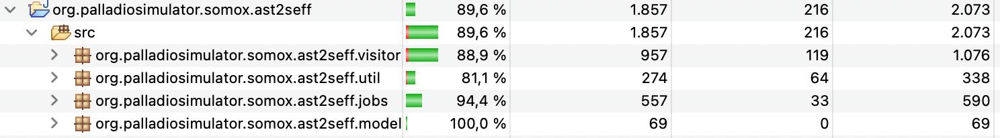 org.palladiosimulator.somox.ast2seff 89,6 % 1.857 216 2.073
src 89,6 % 1.857 216 2.073
org.palladiosimulator.somox.ast2seff.visitor 88,9 % 957 119 1.076
org.palladiosimulator.somox.ast2seff.util 81,1 % 274 64 338
org.palladiosimulator.somox.ast2seff.jobs 94,4 % 557 33 590
org.palladiosimulator.somox.ast2seff.model 100,0 % 69 0 69